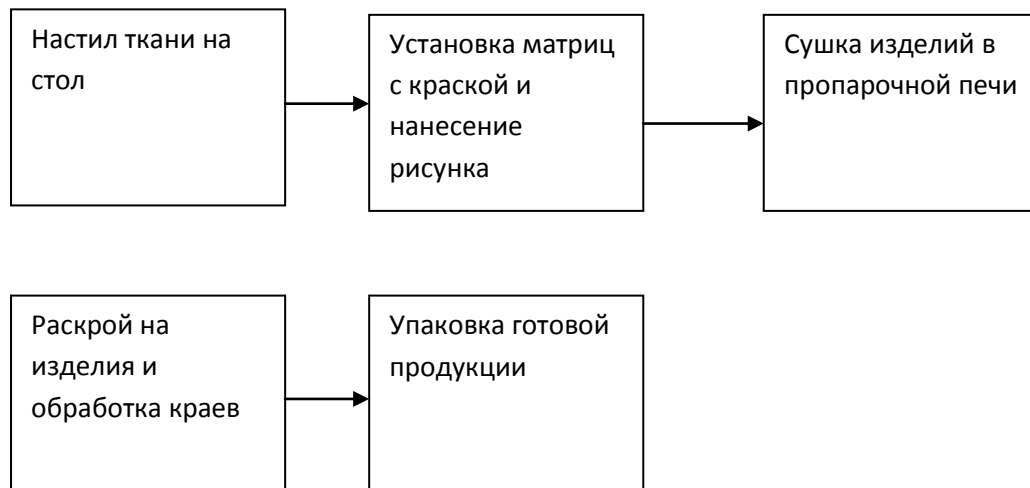 Настил ткани на
стол
Установка матриц
с краской и
нанесение
рисунка
Сушка изделий в
пропарочной печи
Раскрой на
изделия и
обработка краев
Упаковка готовой
продукции